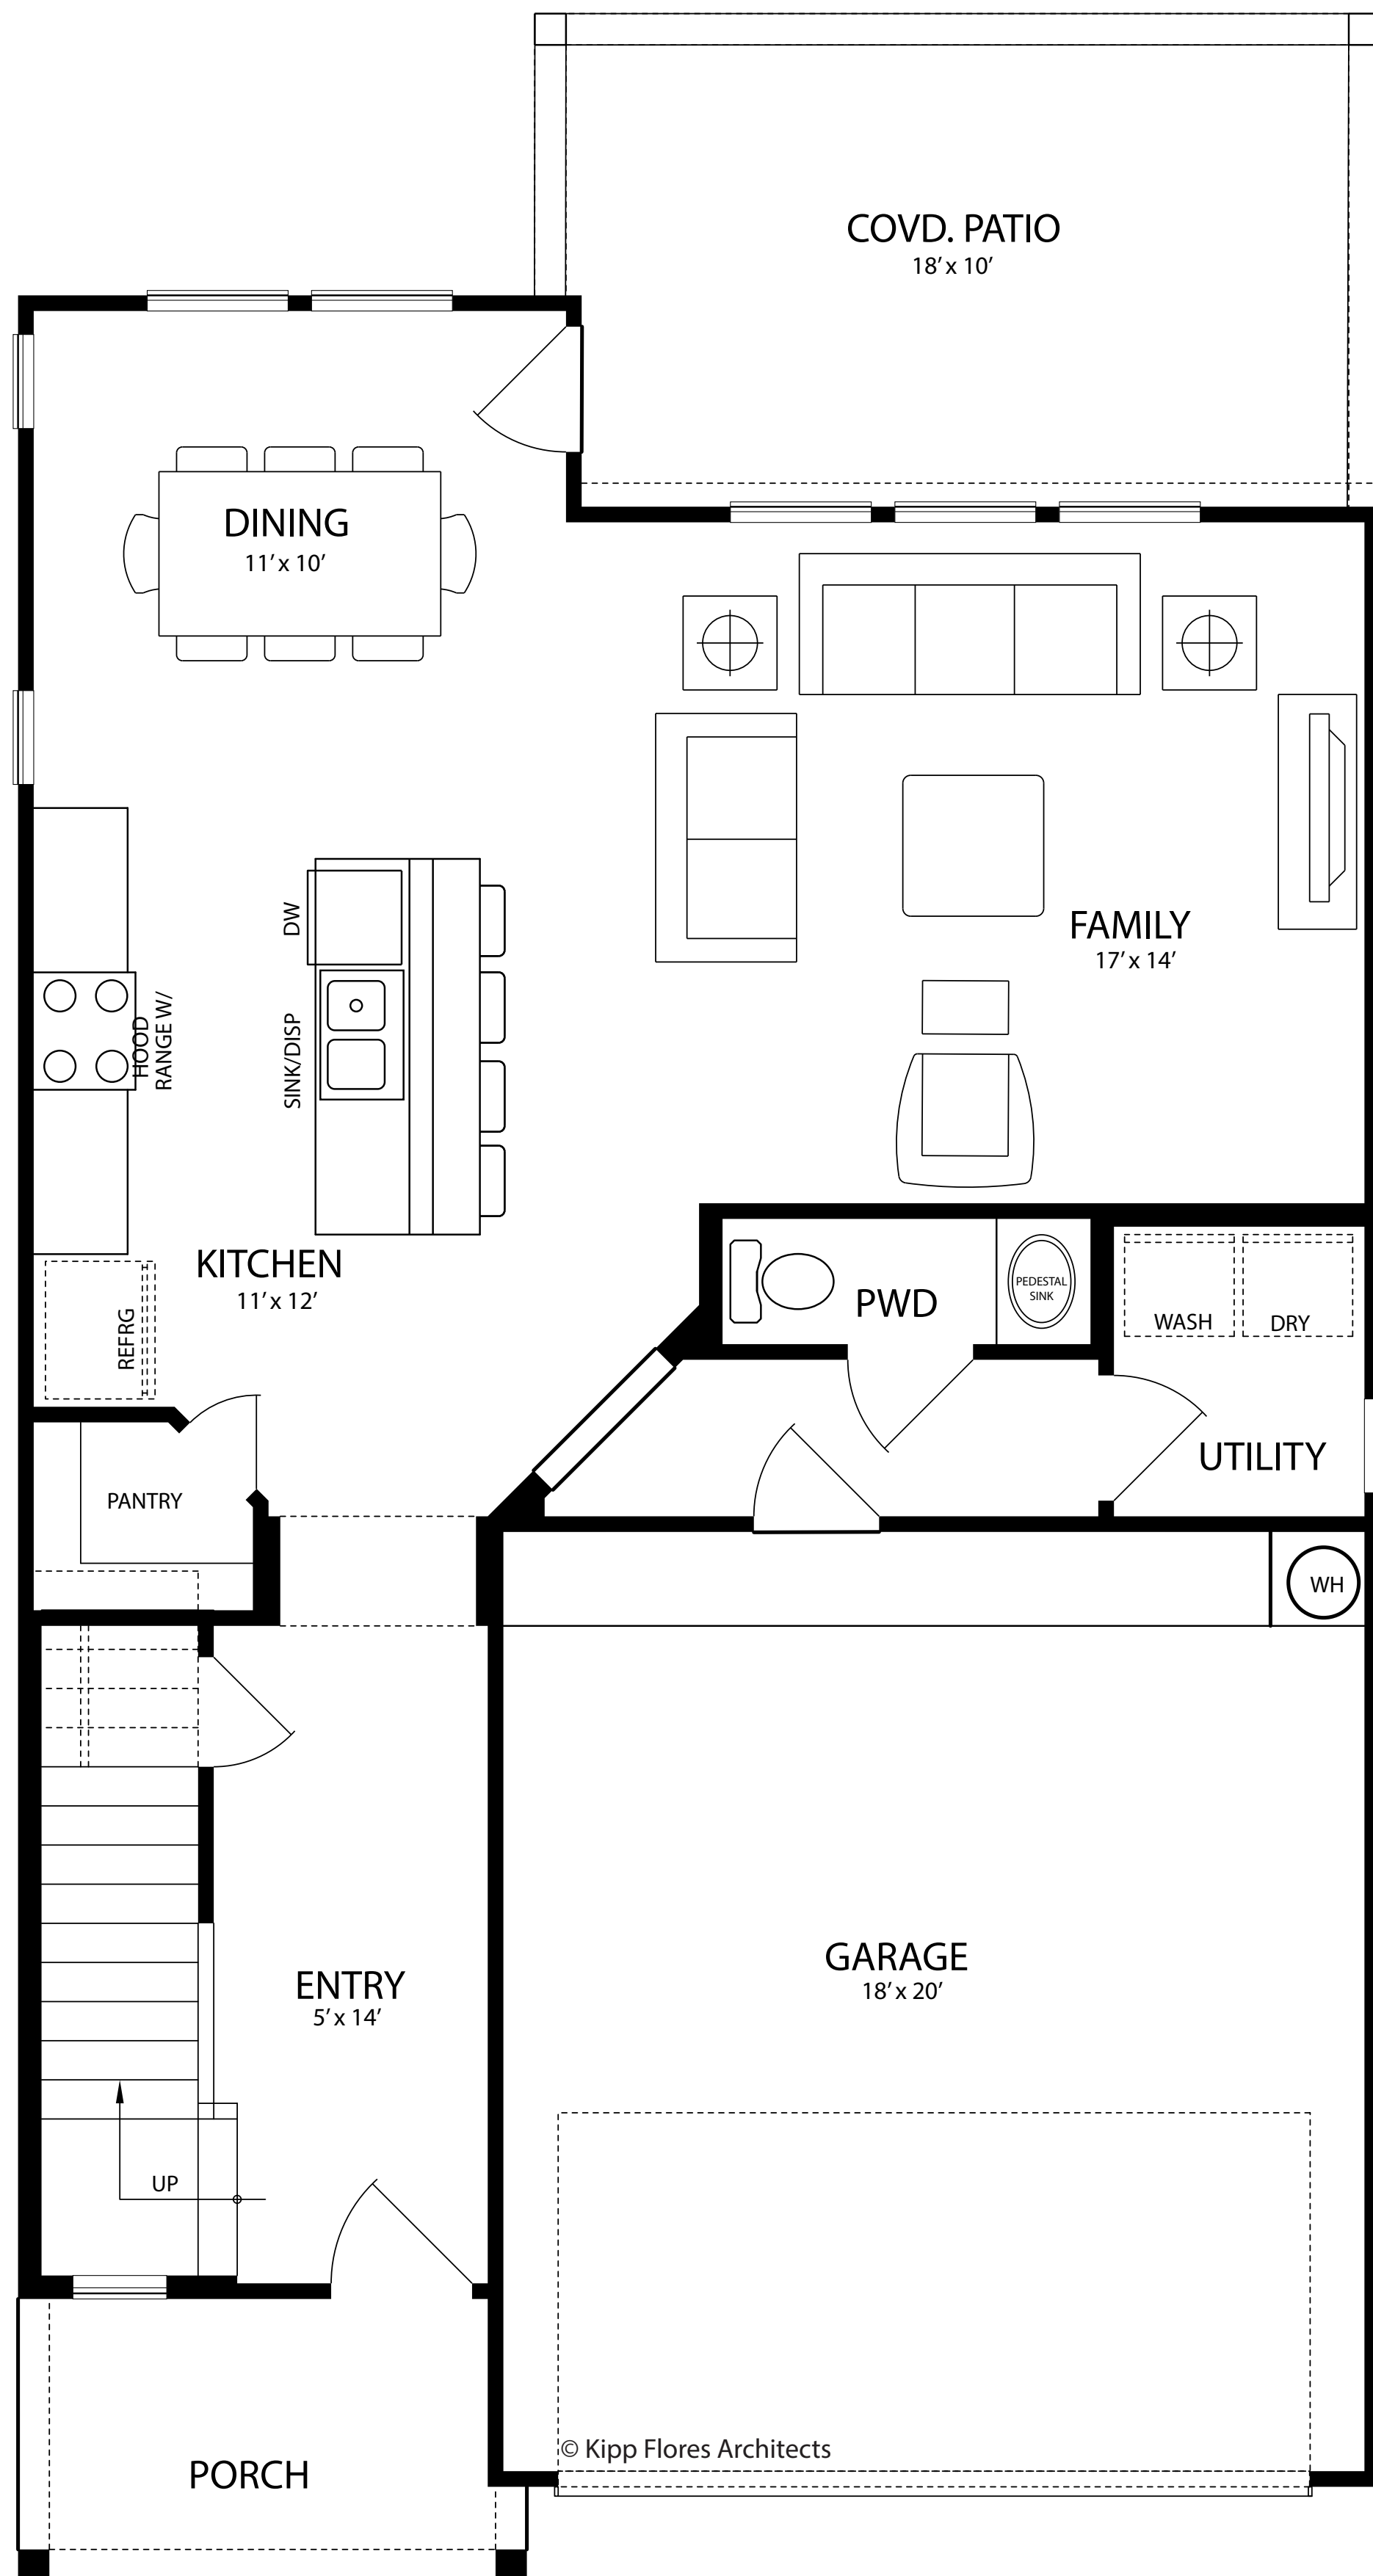 COVD. PATIO
18' x 10'
DINING
11' x 10'
FAMILY
17' x 14'
DW
SINK/DISP
HOOD
RANGE W/
KITCHEN
11' x 12'
REFRG
PWD
PEDESTAL
SINK
WASH
DRY
UTILITY
PANTRY
WH
ENTRY
5' x 14'
GARAGE
18' x 20'
UP
© Kipp Flores Architects
PORCH